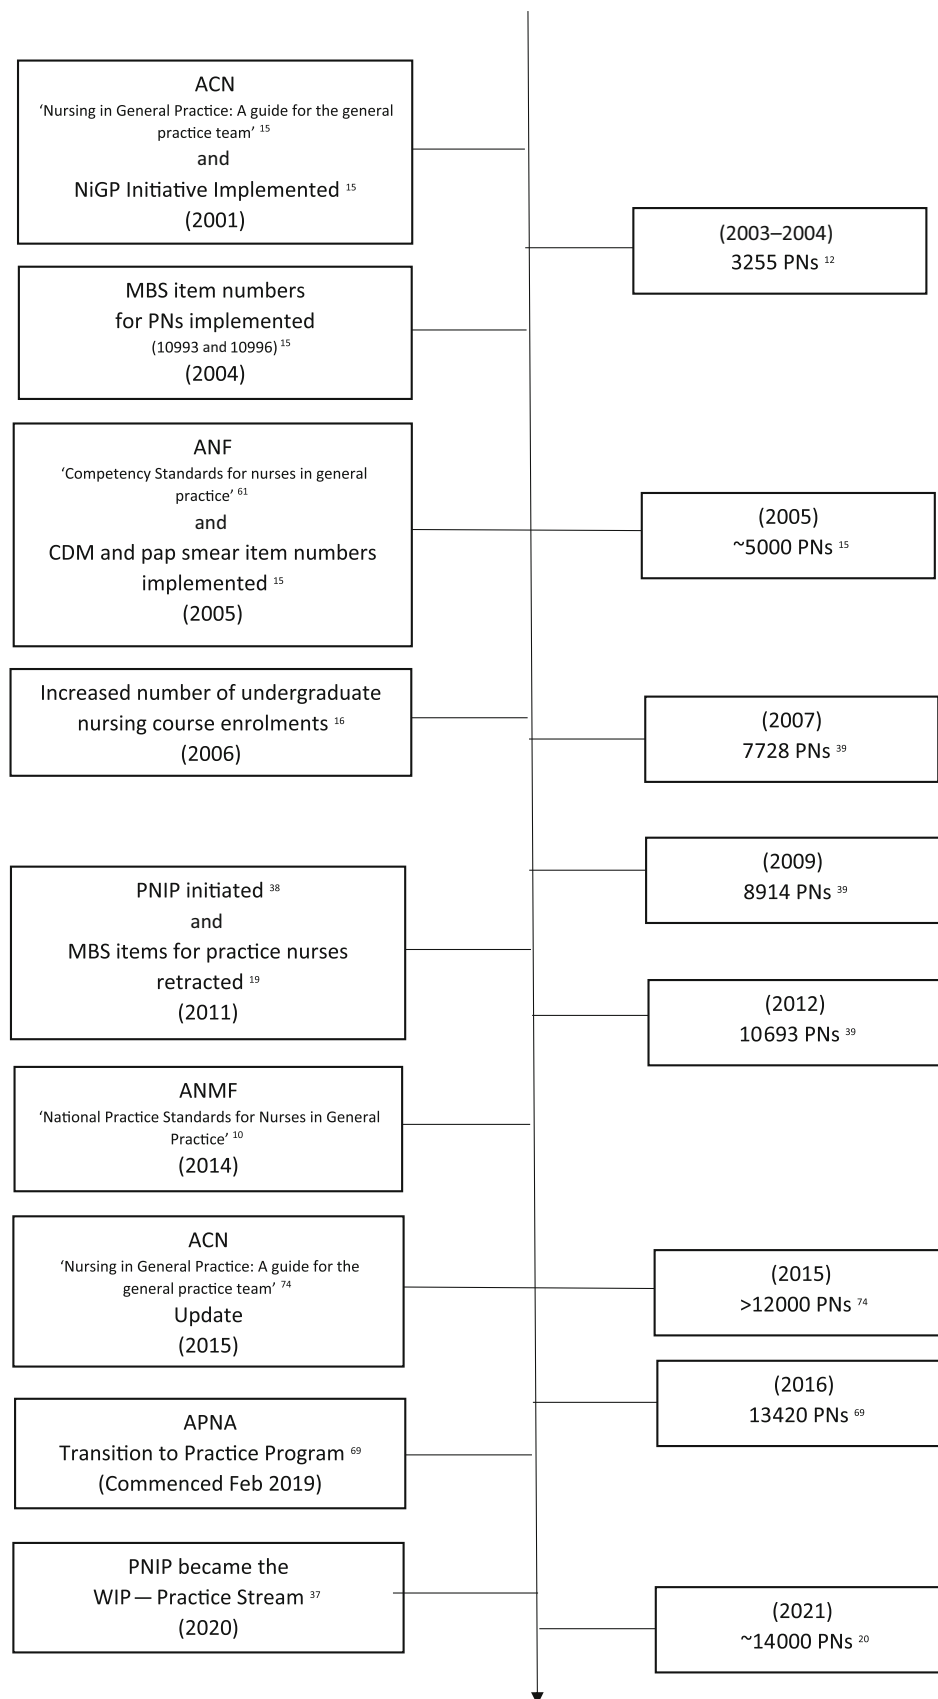 ACN
‘Nursing in General Practice: A guide for the general
practice team’ 15
and
NiGP Initiative Implemented 15
(2001)
(2003–2004)
3255 PNs 12
MBS item numbers
for PNs implemented
(10993 and 10996) 15
(2004)
ANF
‘Competency Standards for nurses in general
practice’ 61
and
CDM and pap smear item numbers
implemented 15
(2005)
(2005)
~5000 PNs 15
Increased number of undergraduate
nursing course enrolments 16
(2006)
(2007)
7728 PNs 39
(2009)
8914 PNs 39
PNIP initiated 38
and
MBS items for practice nurses
retracted 19
(2011)
(2012)
10693 PNs 39
ANMF
‘National Practice Standards for Nurses in General
Practice’ 10
(2014)
ACN
‘Nursing in General Practice: A guide for the
general practice team’ 74
Update
(2015)
(2015)
>12000 PNs 74
(2016)
13420 PNs 69
APNA
Transition to Practice Program 69
(Commenced Feb 2019)
PNIP became the
WIP — Practice Stream 37
(2020)
(2021)
~14000 PNs 20